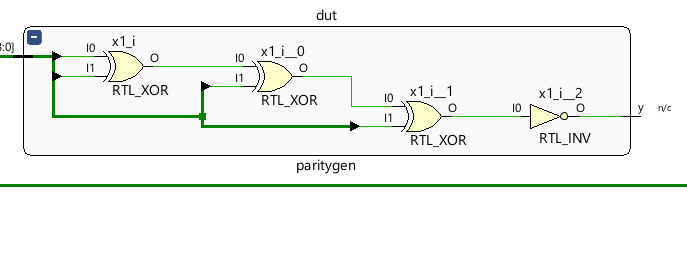 dut
3:0]
x1_i
I0
I1
O
RTL_XOR
x1_i__0
I0
I1
O
RTL_XOR
x1_i__1
I0
I1
O
RTL_XOR
x1_i__2
I0
O
RTL_INV
y
n/c
paritygen